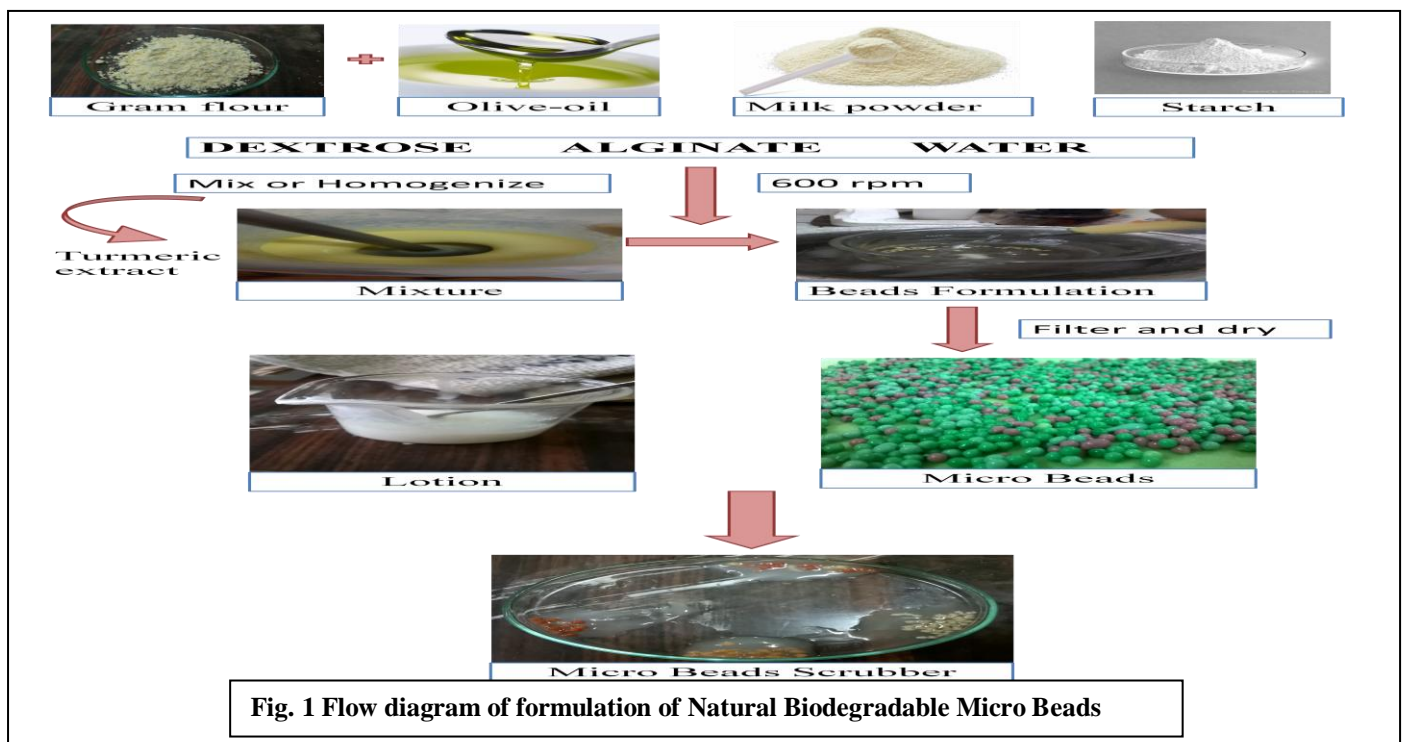 Gram flour
Olive-oil
Milk powder
Starch
DEXTROSE ALGINATE WATER
Mix or Homogenize
600 rpm
Turmeric
extract
Mixture
Beads Formulation
Filter and dry
Lotion
Micro Beads
Micro Beads Scrubber
Fig. 1 Flow diagram of formulation of Natural Biodegradable Micro Beads